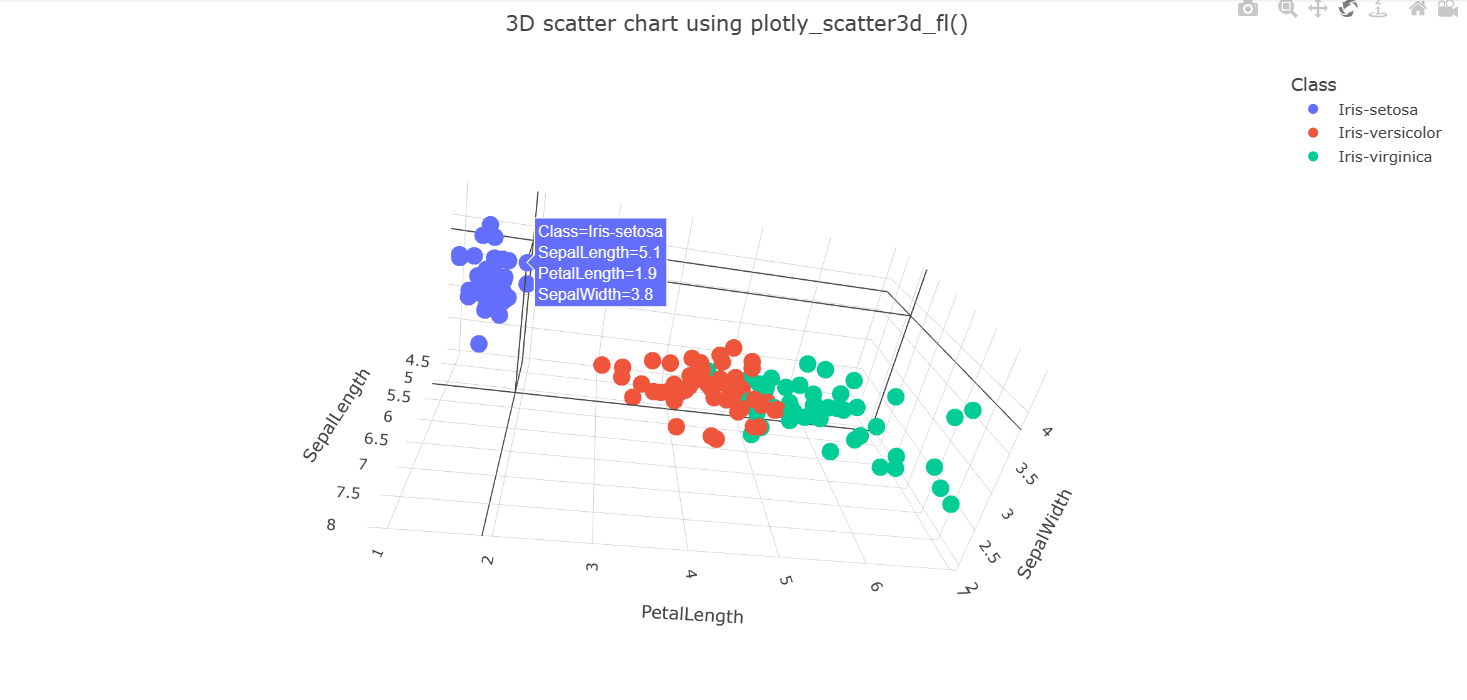 3D scatter chart using plotly_scatter3d_fl()
Class
Iris-setosa
Iris-versicolor
Iris-virginica
Class=Iris-setosa
SepalLength=5.1
PetalLength=1.9
SepalWidth=3.8
4.5
5
5.5
6
6.5
7
7.5
8
SepalLength
1
2
3
4
5
6
7
PetalLength
4
3.5
3
2.5
2
SepalWidth